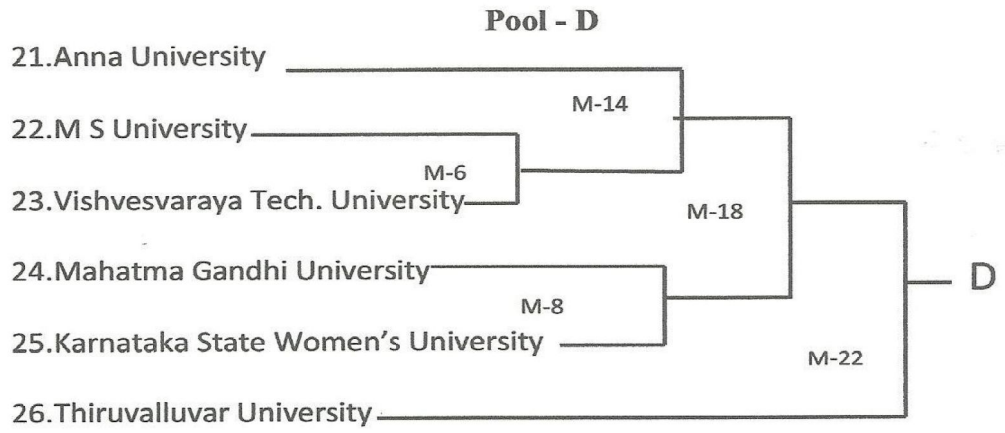 Pool - D
21.Anna University
M-14
22.M S University
M-6
23.Vishvesvaraya Tech. University
M-18
24.Mahatma Gandhi University
D
M-8
25.Karnataka State Women's University
M-22
26.Thiruvalluvar University